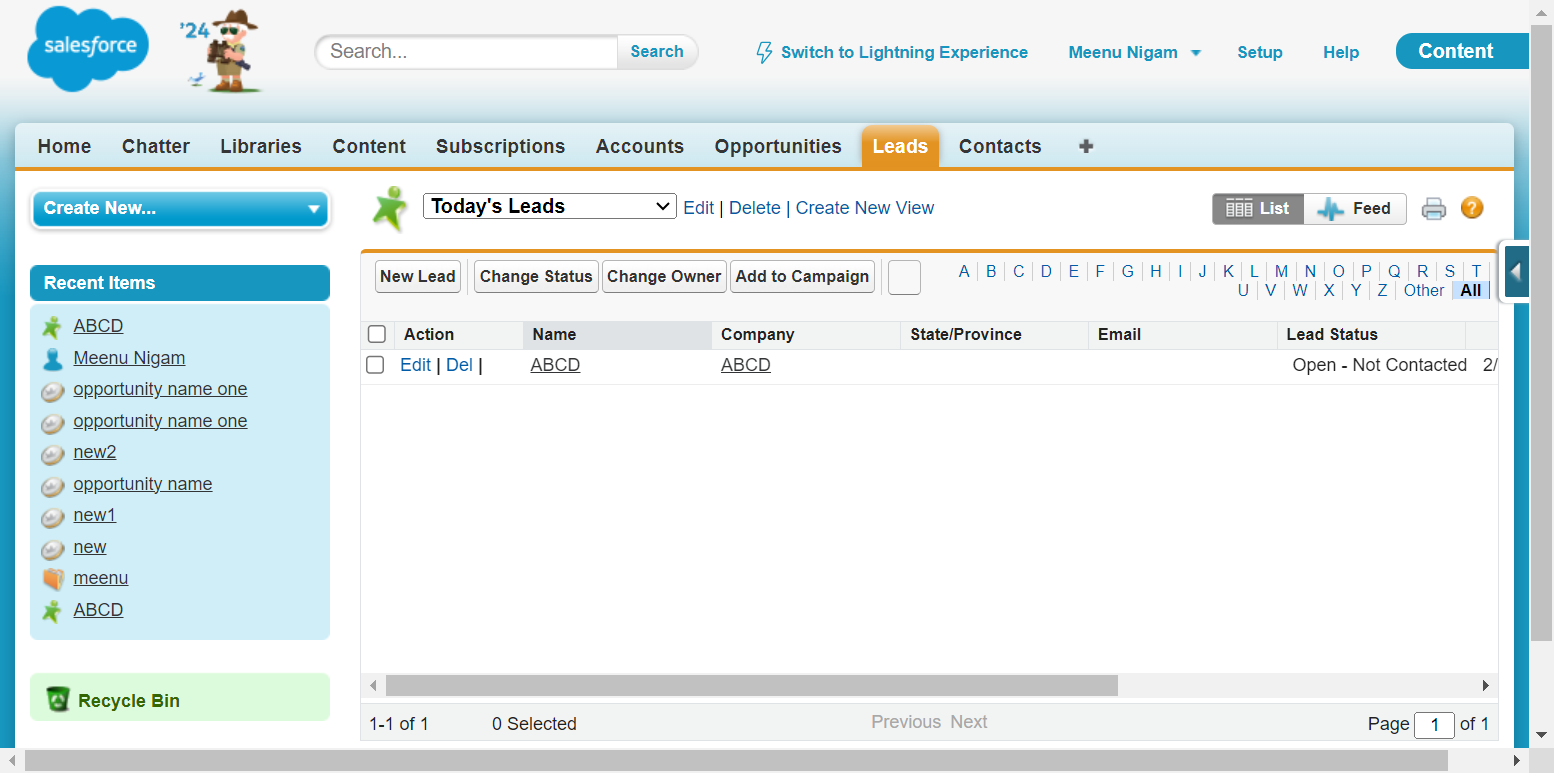 salesforce
'24
Search...
Search
Switch to Lightning Experience
Meenu Nigam
Setup
Help
Content
Home
Chatter
Libraries
Content
Subscriptions
Accounts
Opportunities
Leads
Contacts
+
Create New...
Recent Items
ABCD
Meenu Nigam
opportunity name one
opportunity name one
new2
opportunity name
new1
new
meenu
ABCD
Recycle Bin
Today's Leads
Edit | Delete | Create New View
List
Feed
?
New Lead
Change Status
Change Owner
Add to Campaign
A B C D E F G H I J K L M N O P Q R S T
U V W X Y Z Other All
Action Name Company State/Province Email Lead Status
Edit | Del | ABCD ABCD Open - Not Contacted 2/
1-1 of 1
0 Selected
Previous Next
Page 1 of 1